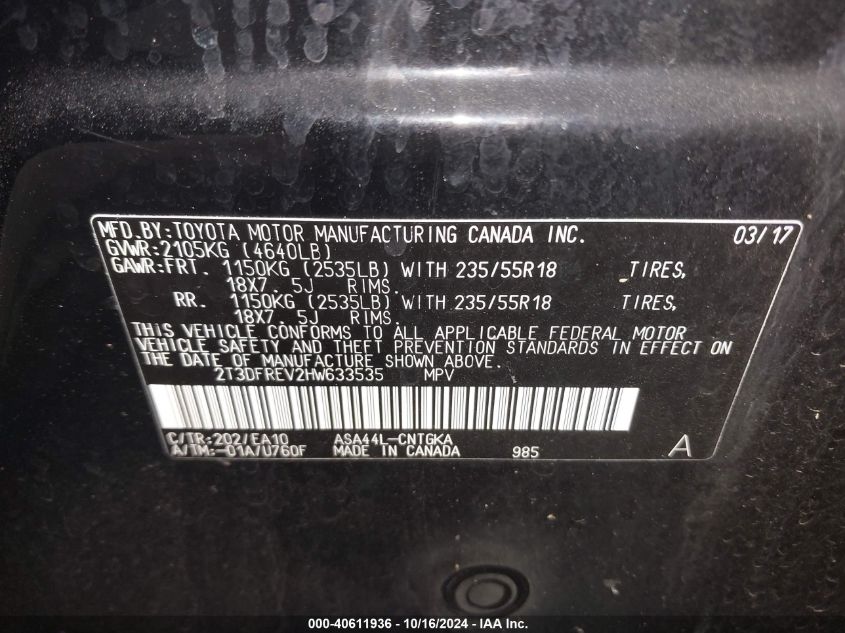 MFD.BY:TOYOTA MOTOR MANUFACTURING CANADA INC. 03/17
GVWR:2105KG (4640LB)
GAWR:FRT. 1150KG (2535LB) WITH 235/55R18 TIRES,
18X7. 5J RIMS.
RR. 1150KG (2535LB) WITH 235/55R18 TIRES,
18X7. 5J RIMS.
THIS VEHICLE CONFORMS TO ALL APPLICABLE FEDERAL MOTOR
VEHICLE SAFETY AND THEFT PREVENTION STANDARDS IN EFFECT ON
THE DATE OF MANUFACTURE SHOWN ABOVE.
2T3DFREV2HW633535 MPV
C/TR:202/EA10 ASA44L-CNTGKA
A/TM:-01A/U760F MADE IN CANADA 985 A
000-40611936 - 10/16/2024 - IAA Inc.